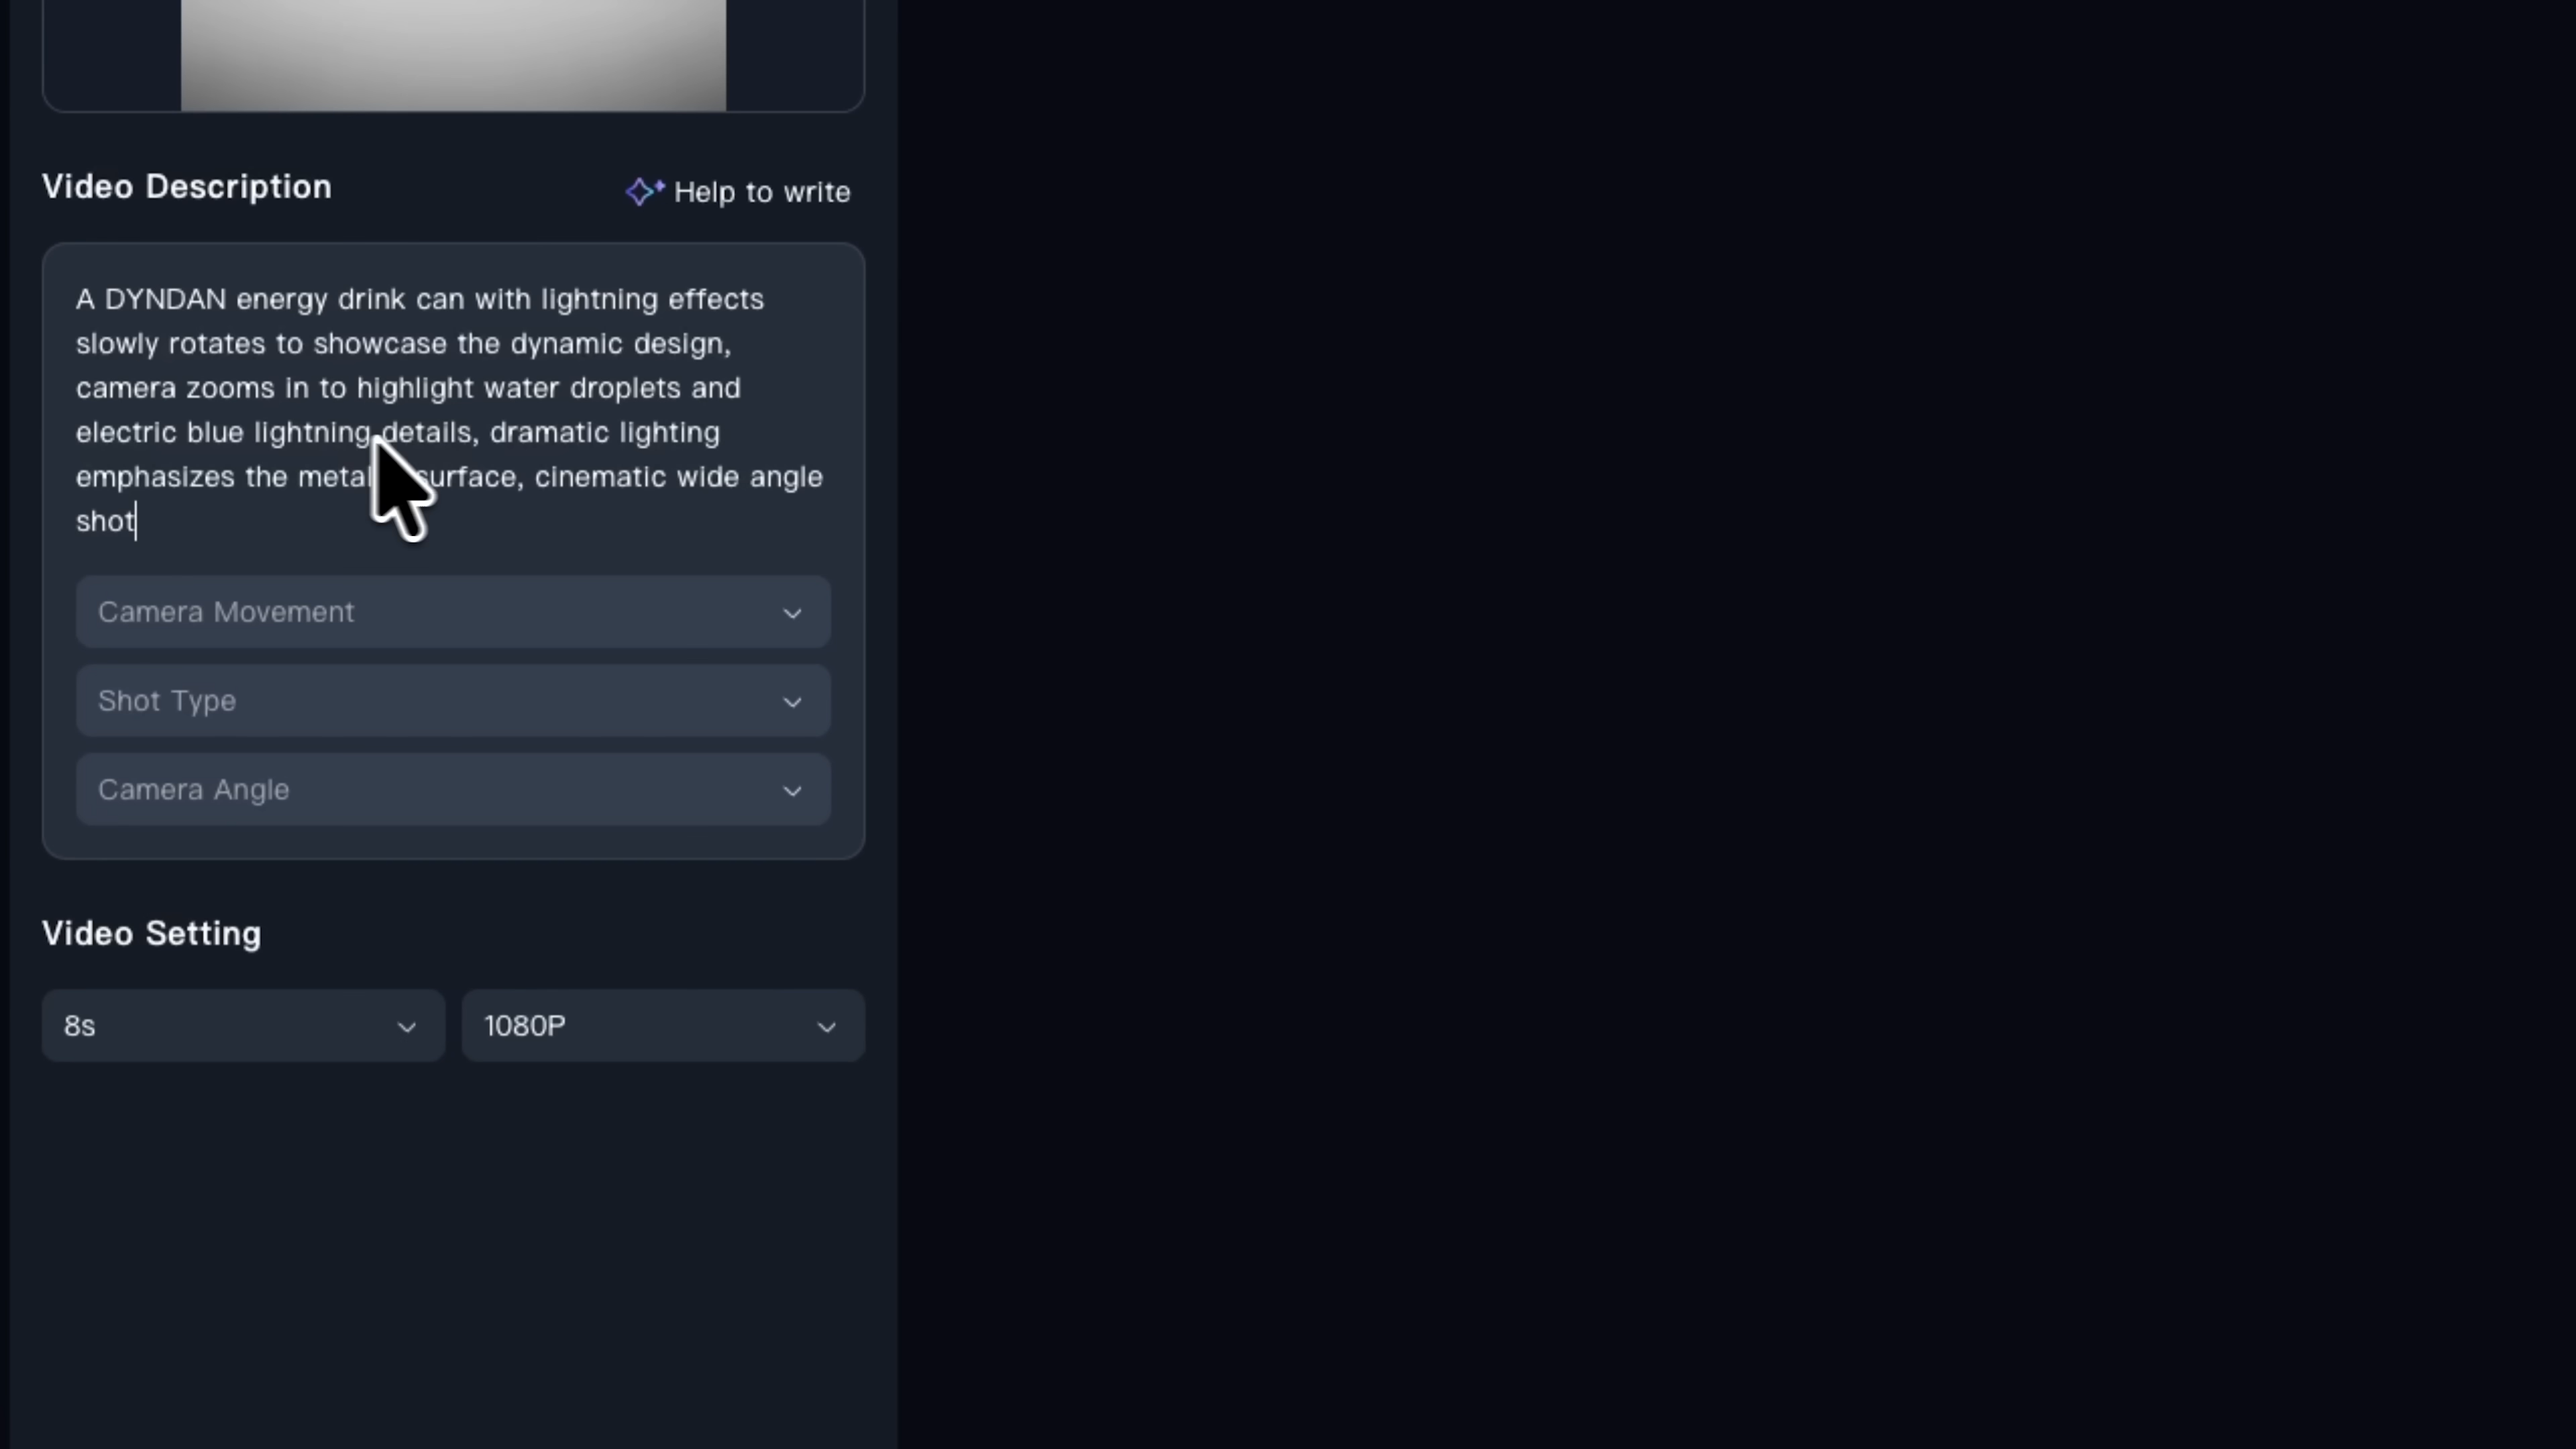 Video Description
Help to write
A DYNDAN energy drink can with lightning effects
slowly rotates to showcase the dynamic design,
camera zooms in to highlight water droplets and
electric blue lightning details, dramatic lighting
emphasizes the surface, cinematic wide angle
shot
Camera Movement
Shot Type
Camera Angle
Video Setting
8s
1080P